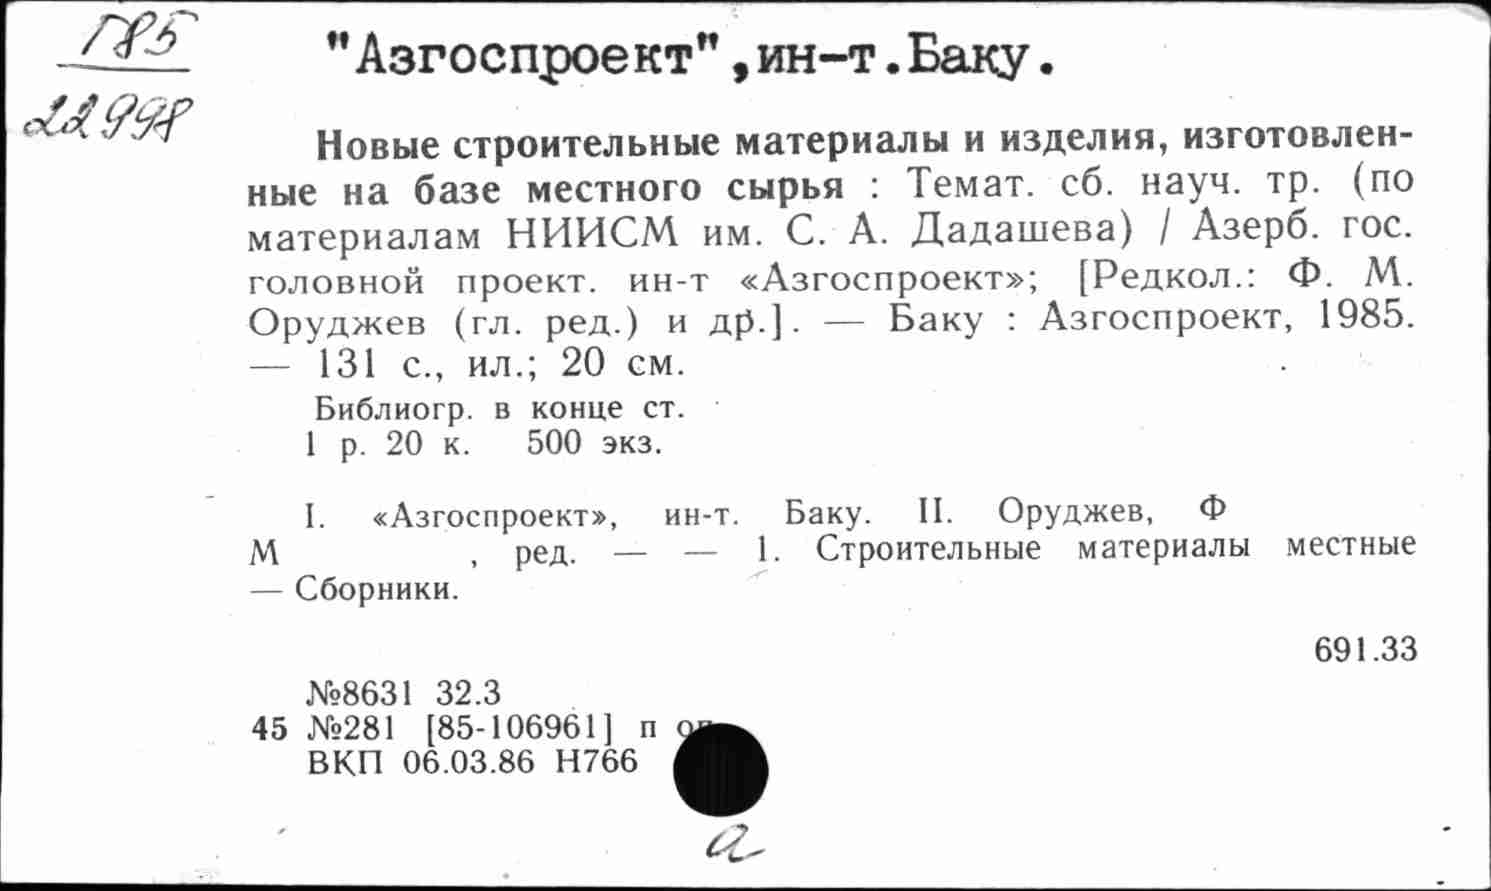 Г85
22998
"Азгоспроект",ин-т.Баку.
Новые строительные материалы и изделия, изготовлен-
ные на базе местного сырья : Темат. сб. науч. тр. (по
материалам НИИСМ им. С. А. Дадашева) / Азерб. гос.
головной проект. ин-т «Азгоспроект»; [Редкол.: Ф. М.
Оруджев (гл. ред.) и др.]. — Баку : Азгоспроект, 1985.
— 131 с., ил.; 20 см.
Библиогр. в конце ст.
1 р. 20 к. 500 экз.
I. «Азгоспроект», ин-т. Баку. II. Оруджев, Ф
М , ред. — — 1. Строительные материалы местные
— Сборники.
691.33
№8631 32.3
45 №281 [85-106961] п оп
ВКП 06.03.86 Н766
а